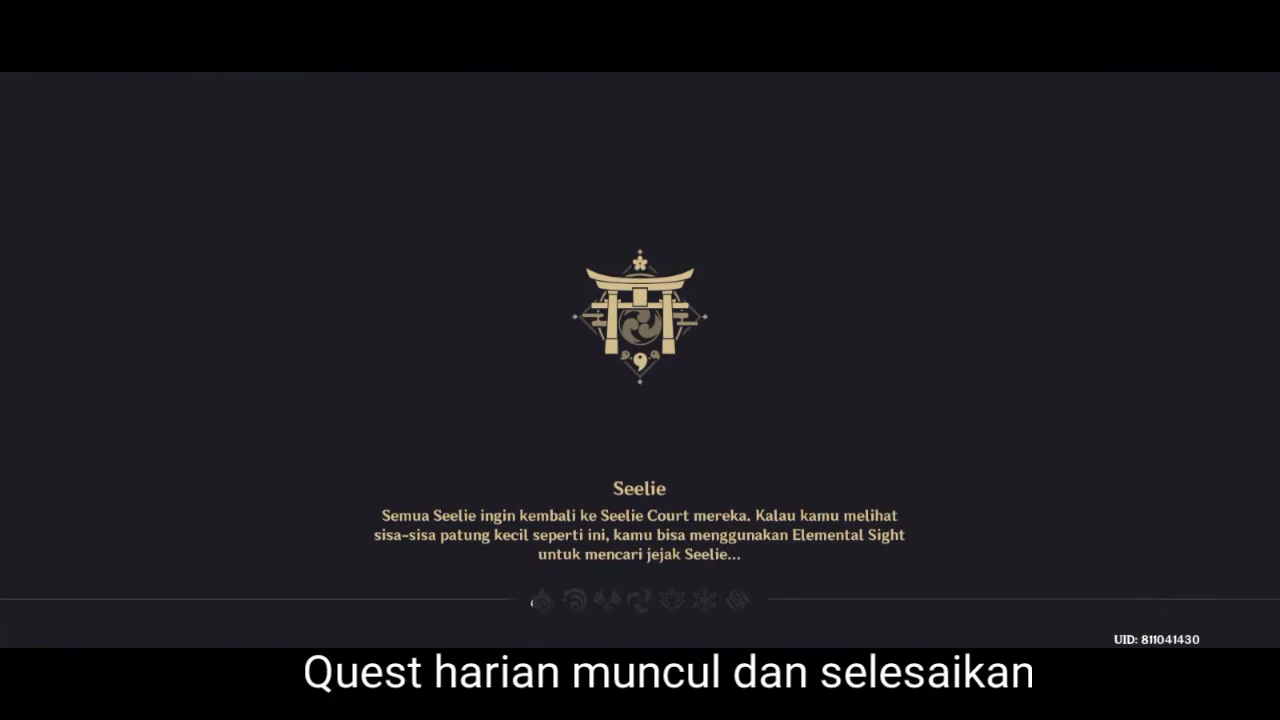 Seelie
Semua Seelie ingin kembali ke Seelie Court mereka. Kalau kamu melihat
sisa-sisa patung kecil seperti ini, kamu bisa menggunakan Elemental Sight
untuk mencari jejak Seelie...
UID: 811041430
Quest harian muncul dan selesaikan